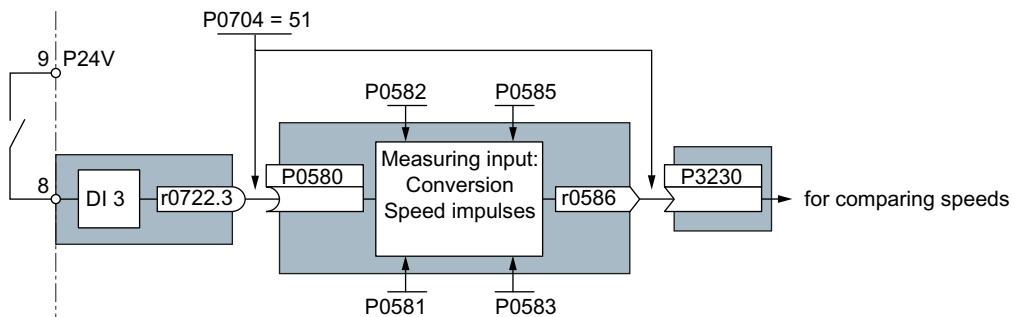 P0704 = 51
9 P24V
P0582
P0585
8
DI 3
r0722.3
P0580
Measuring input:
Conversion
Speed impulses
r0586
P3230
for comparing speeds
P0581
P0583